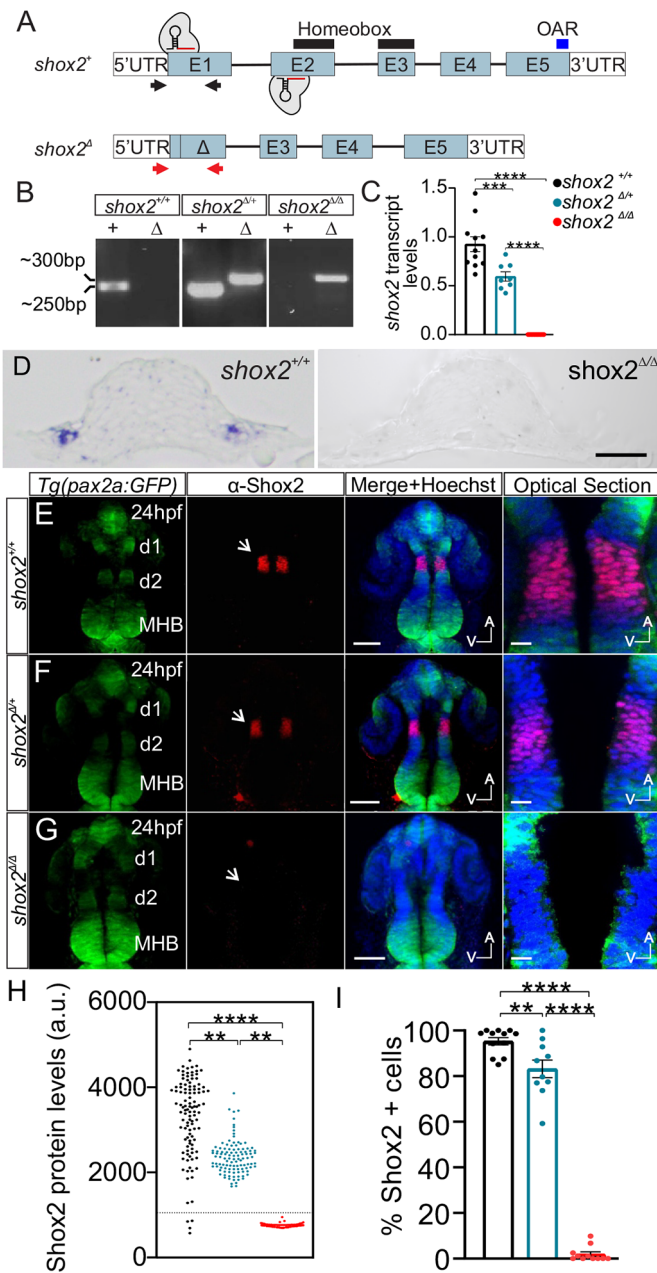 A
Homeobox
OAR
shox2+
5'UTR E1 E2 E3 E4 E5 3'UTR
shox2Δ
5'UTR Δ E3 E4 E5 3'UTR
B
shox2+/+ shox2Δ/+ shox2Δ/Δ
+ Δ + Δ + Δ
~300bp
~250bp
C
****
***
****
shox2 +/+
shox2 Δ/+
shox2 Δ/Δ
shox2 transcript
levels
1.5
1.0
0.5
0.0
D
shox2+/+
shox2Δ/Δ
Tg(pax2a:GFP) α-Shox2 Merge+Hoechst Optical Section
shox2+/+
E
24hpf
d1
d2
MHB
A
V
A
V
shox2Δ/+
F
24hpf
d1
d2
MHB
A
V
A
V
shox2Δ/Δ
G
24hpf
d1
d2
MHB
A
V
A
V
H
Shox2 protein levels (a.u.)
6000
4000
2000
0
****
** **
I
% Shox2 + cells
100
80
60
40
20
0
****
** ****